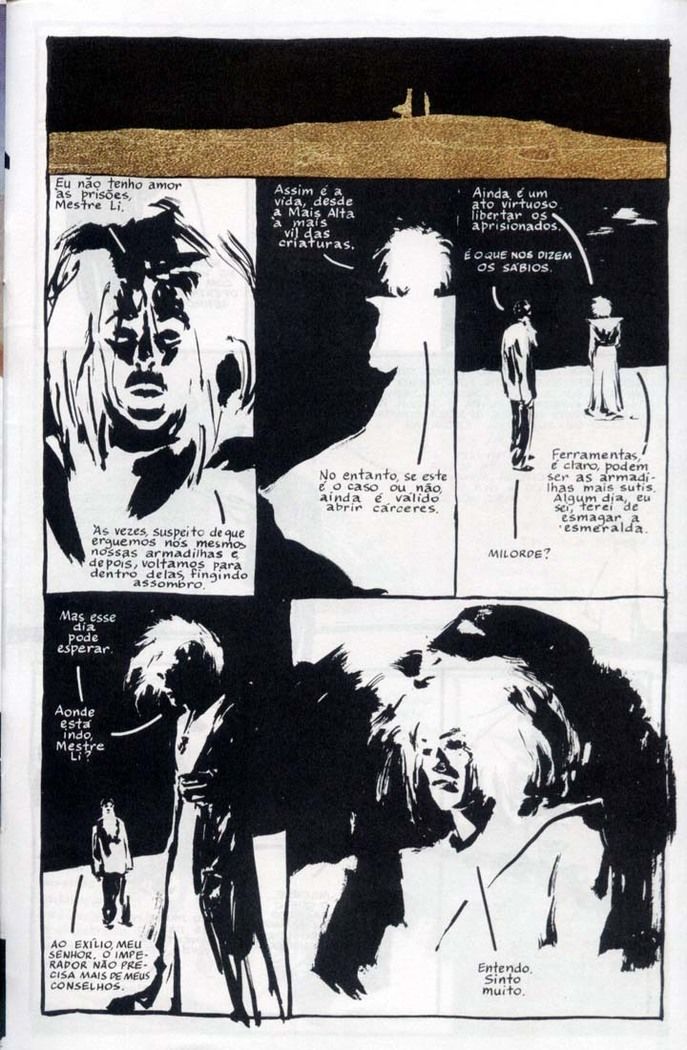 Eu não tenho amor
às prisões,
Mestre Li.
Às vezes, suspeito de que
erguemos nós mesmos
nossas armadilhas e
depois, voltamos para
dentro delas, fingindo
assombro.
Assim é a
vida, desde
a Mais Alta
à mais
vil das
criaturas.
No entanto, se este
é o caso ou não,
ainda é válido
abrir cárceres.
Ainda é um
ato virtuoso
libertar os
aprisionados.
É O QUE NOS DIZEM
OS SÁBIOS.
Ferramentas,
é claro, podem
ser as armadi-
lhas mais sutis.
Algum dia, eu
sei, terei de
esmagar a
esmeralda.
MILORDE?
Mas esse
dia
pode
esperar.
Aonde
está
indo,
Mestre
Li?
AO EXÍLIO, MEU
SENHOR. O IMPE-
RADOR NÃO PRE-
CISA MAIS DE MEUS
CONSELHOS.
Entendo.
Sinto
muito.